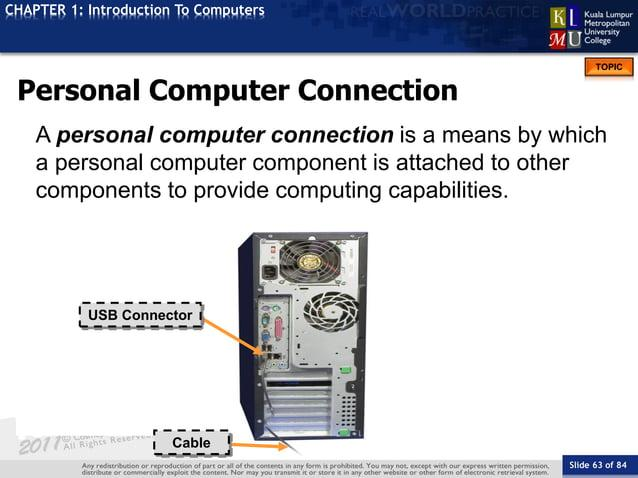 CHAPTER 1: Introduction To Computers
REALWORLDPRACTICE
KL
MU
Kuala Lumpur
Metropolitan
University
College
TOPIC
Personal Computer Connection
A personal computer connection is a means by which
a personal computer component is attached to other
components to provide computing capabilities.
USB Connector
Cable
2011
All Rights Reserved
Any redistribution or reproduction of part or all of the contents in any form is prohibited. You may not, except with our express written permission,
distribute or commercially exploit the content. Nor may you transmit it or store it in any other website or other form of electronic retrieval system.
Slide 63 of 84